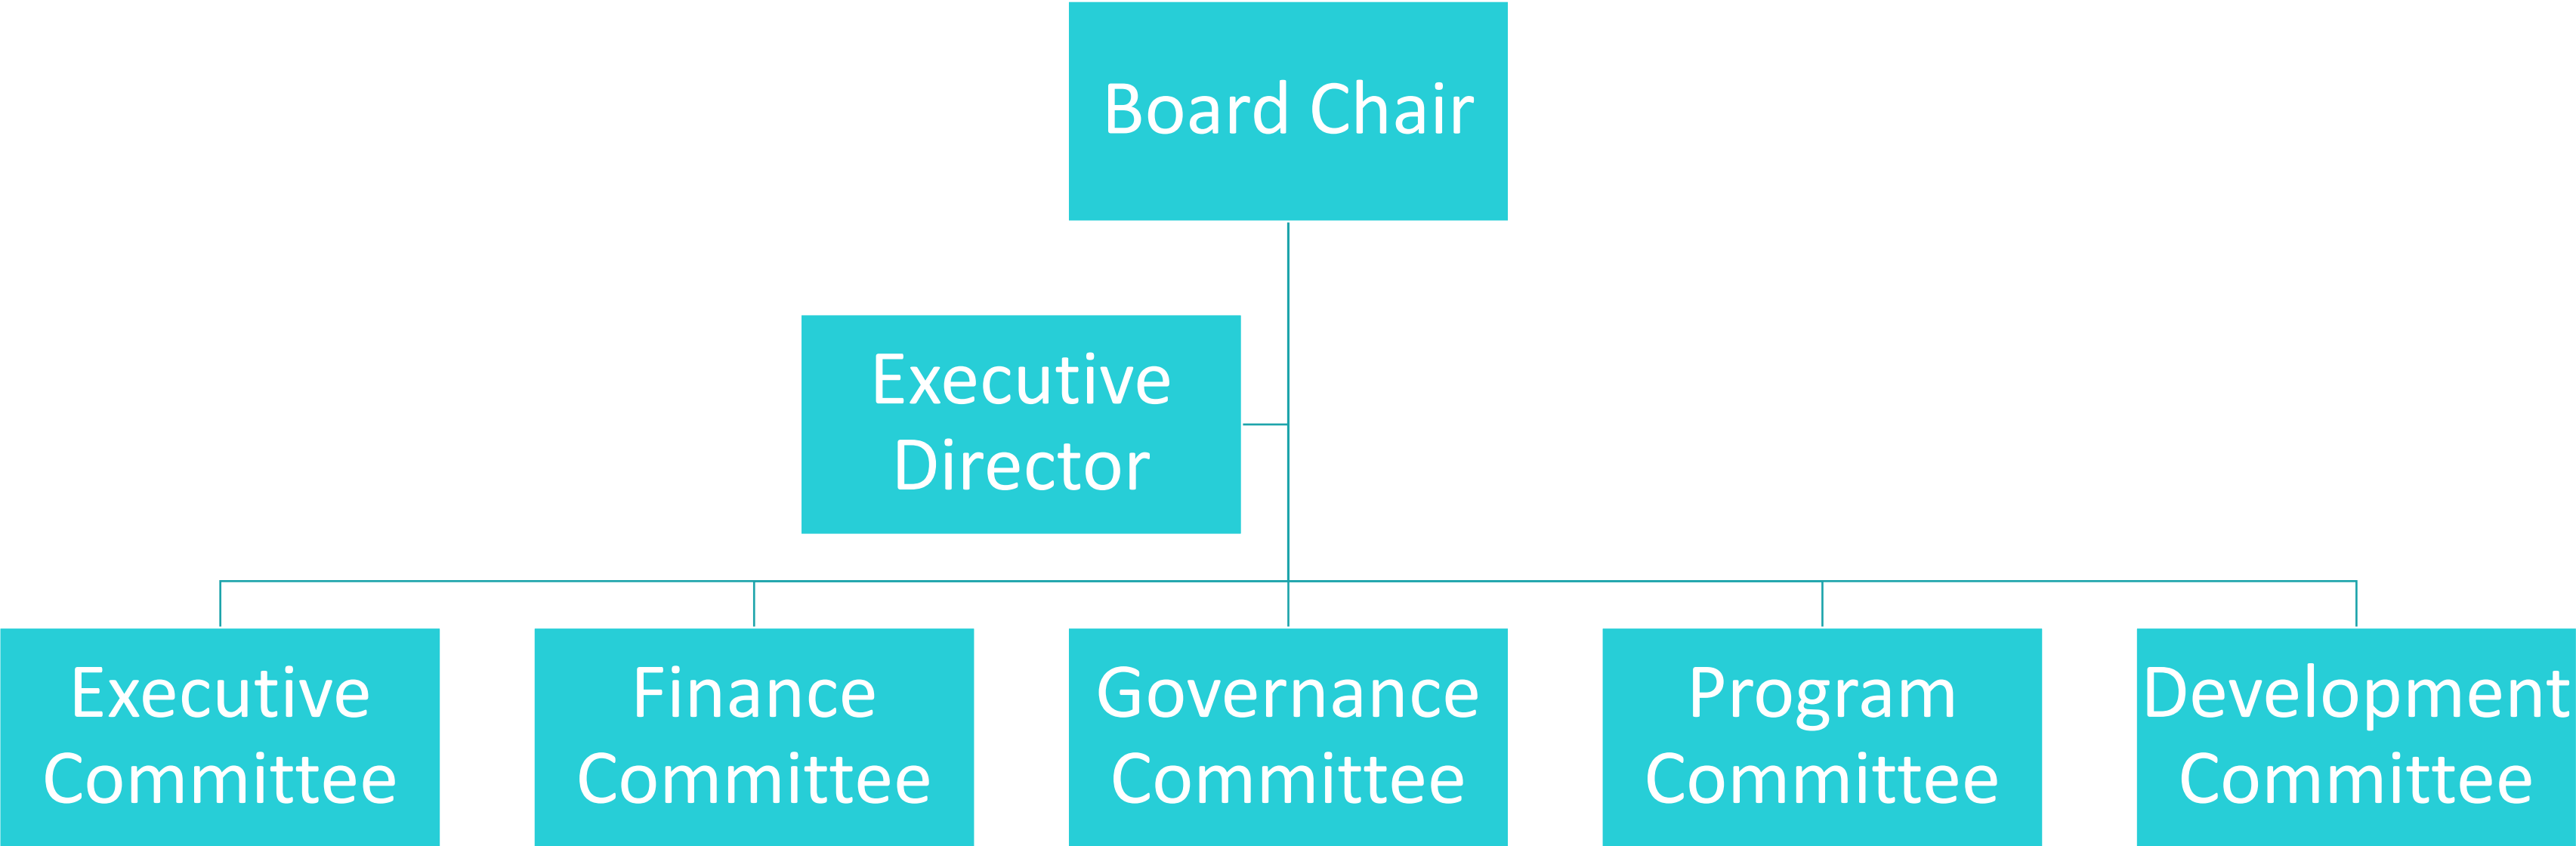 Board Chair
Executive
Director
Executive
Committee
Finance
Committee
Governance
Committee
Program
Committee
Development
Committee